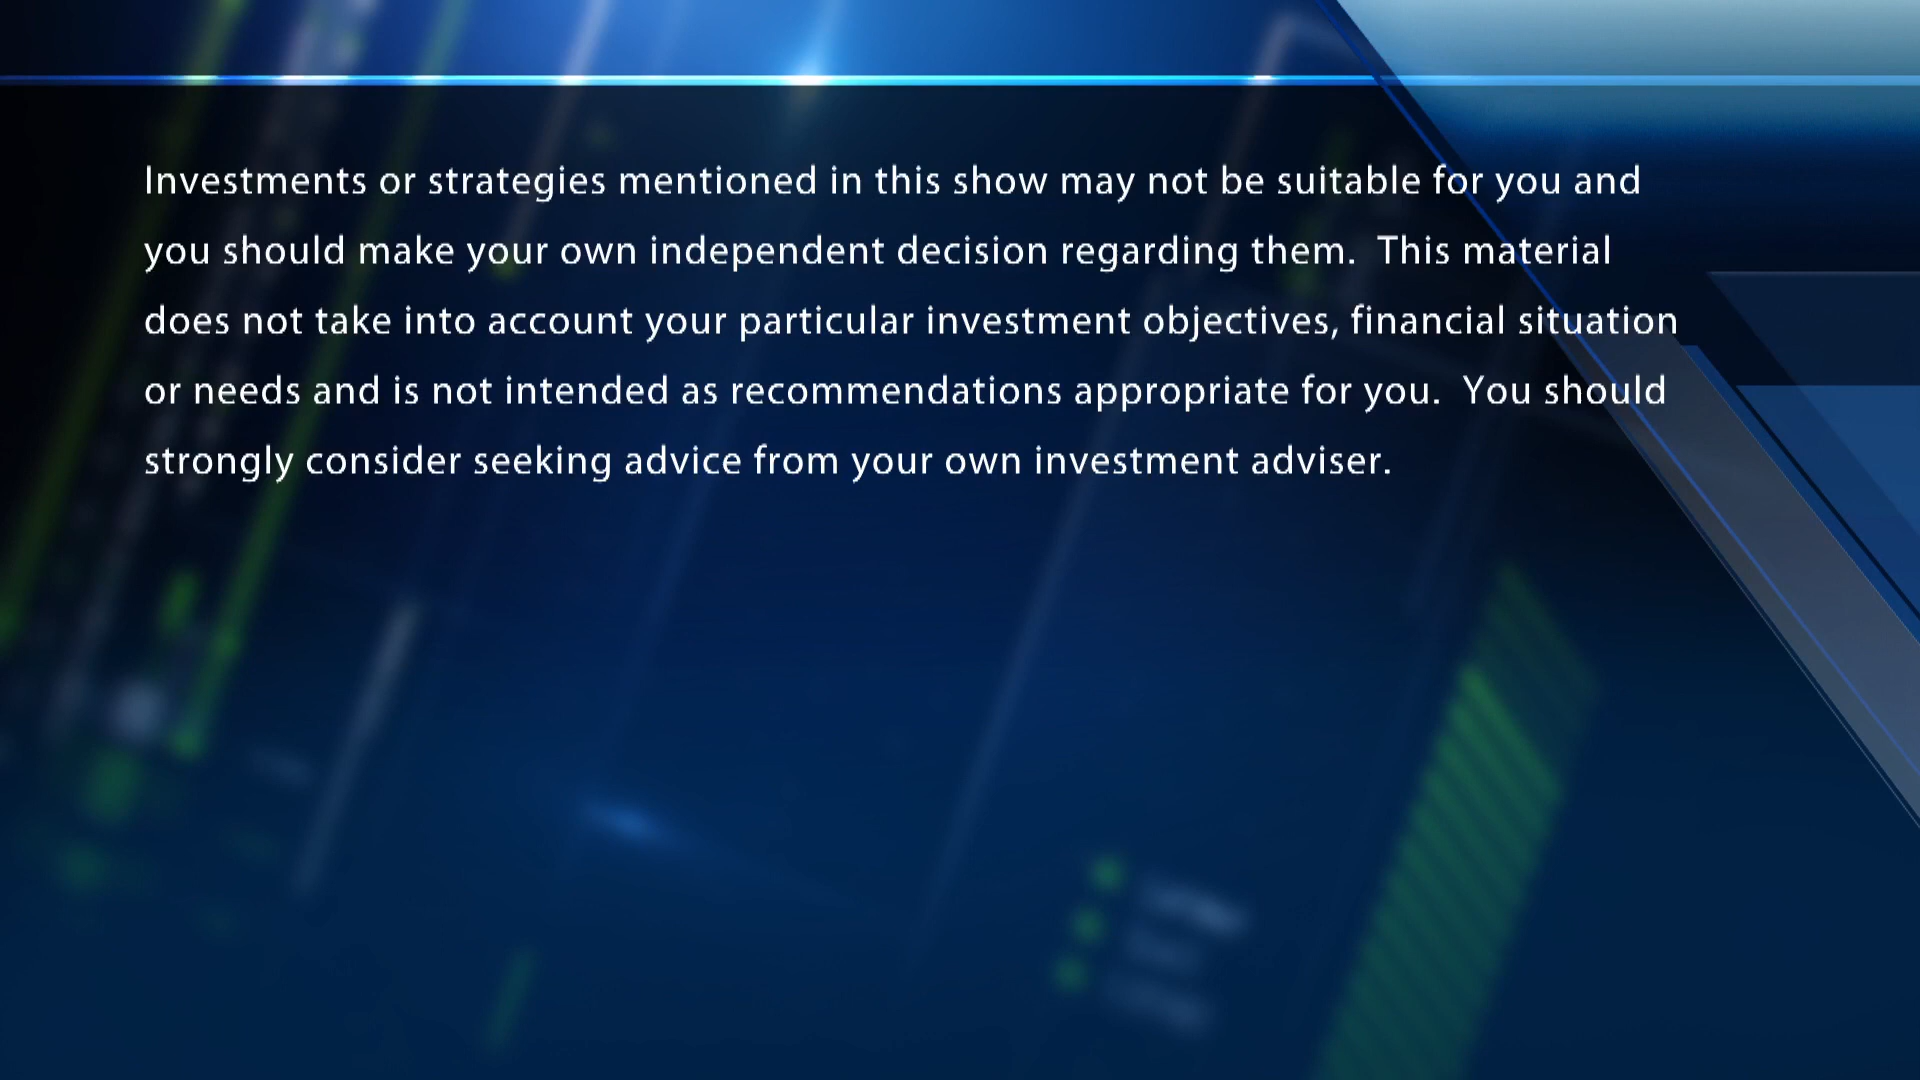 Investments or strategies mentioned in this show may not be suitable for you and
you should make your own independent decision regarding them.  This material
does not take into account your particular investment objectives, financial situation
or needs and is not intended as recommendations appropriate for you.  You should
strongly consider seeking advice from your own investment adviser.